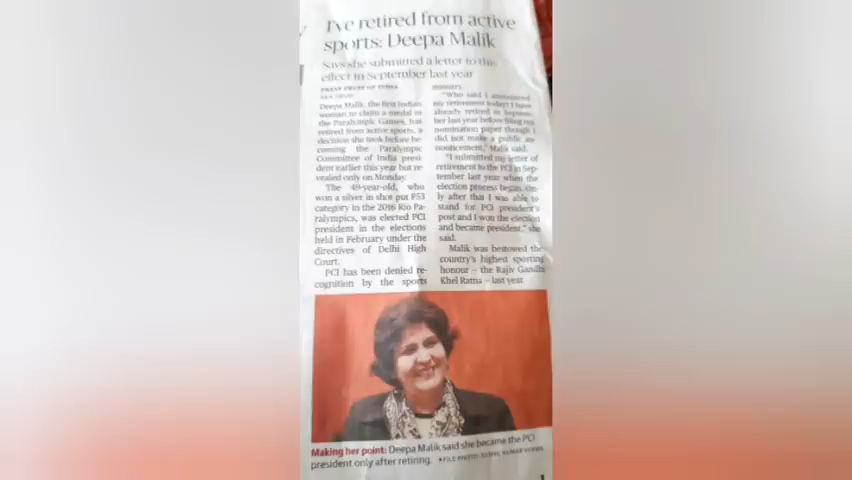 I've retired from active
sports: Deepa Malik
Says she submitted a letter to this
effect in September last year
PRESS TRUST OF INDIA
NEW DELHI
Deepa Malik, the first Indian
woman to claim a medal in
the Paralympic Games, has
retired from active sports, a
decision she took before be-
coming the Paralympic
Committee of India presi-
dent earlier this year but re-
vealed only on Monday.
The 49-year-old, who
won a silver in shot put F53
category in the 2016 Rio Pa-
ralympics, was elected PCI
president in the elections
held in February under the
directives of Delhi High
Court.
PCI has been denied re-
cognition by the sports
ministry.
"Who said I announced
my retirement today? I have
already retired in Septem-
ber last year before filing my
nomination paper though I
did not make a public an-
nouncement," Malik said.
"I submitted my letter of
retirement to the PCI in Sep-
tember last year when the
election process began. On-
ly after that I was able to
stand for PCI president's
post and I won the election
and became president," she
said.
Malik was bestowed the
country's highest sporting
honour – the Rajiv Gandhi
Khel Ratna – last year
Making her point: Deepa Malik said she became the PCI
president only after retiring. •FILE PHOTO: SUSHIL KUMAR VERMA